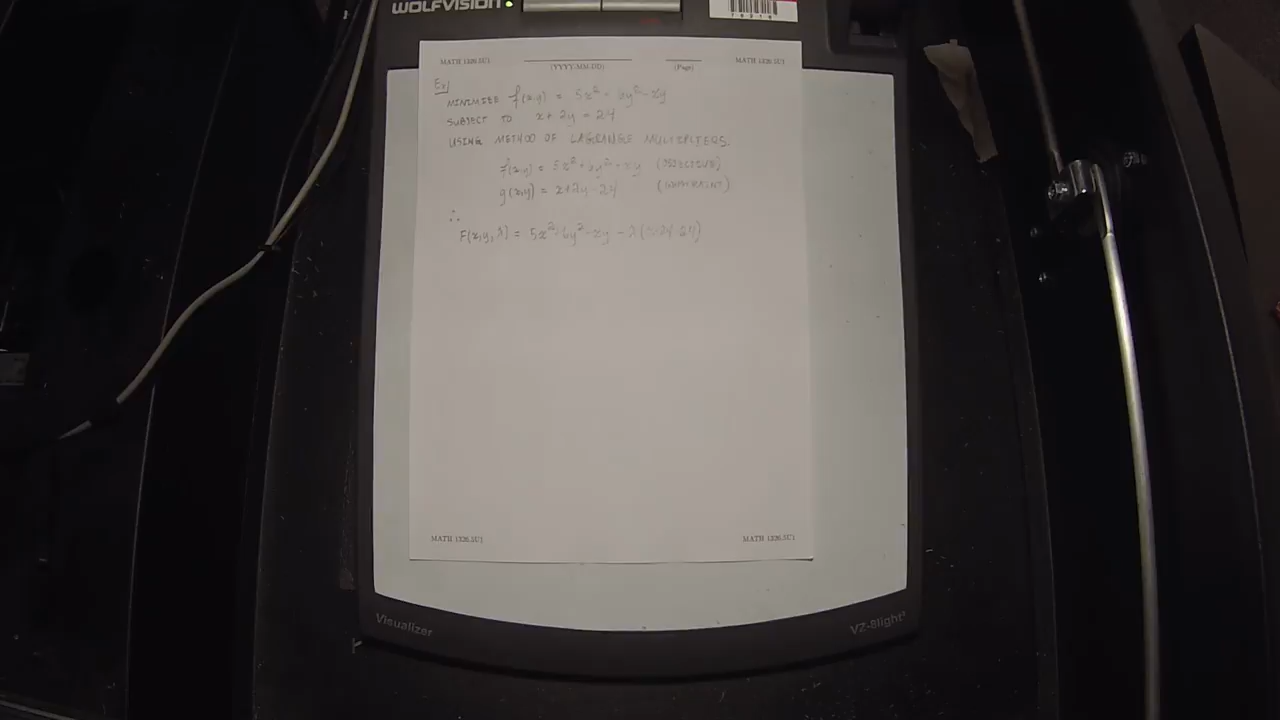 WOLFVISION
MATH 1326.3U1 (YYYY-MM-DD) (Page) MATH 1326.3U1
Ex)
MINIMIZE f(x,y) = 5x² + 6y² - xy
SUBJECT TO x + 2y = 24
USING METHOD OF LAGRANGE MULTIPLIERS.
f(x,y) = 5x² + 6y² - xy (OBJECTIVE)
g(x,y) = x + 2y - 24 (CONSTRAINT)
∴
F(x,y,λ) = 5x² + 6y² - xy - λ(x+2y-24)
MATH 1326.3U1 MATH 1326.3U1
Visualizer VZ-8light³